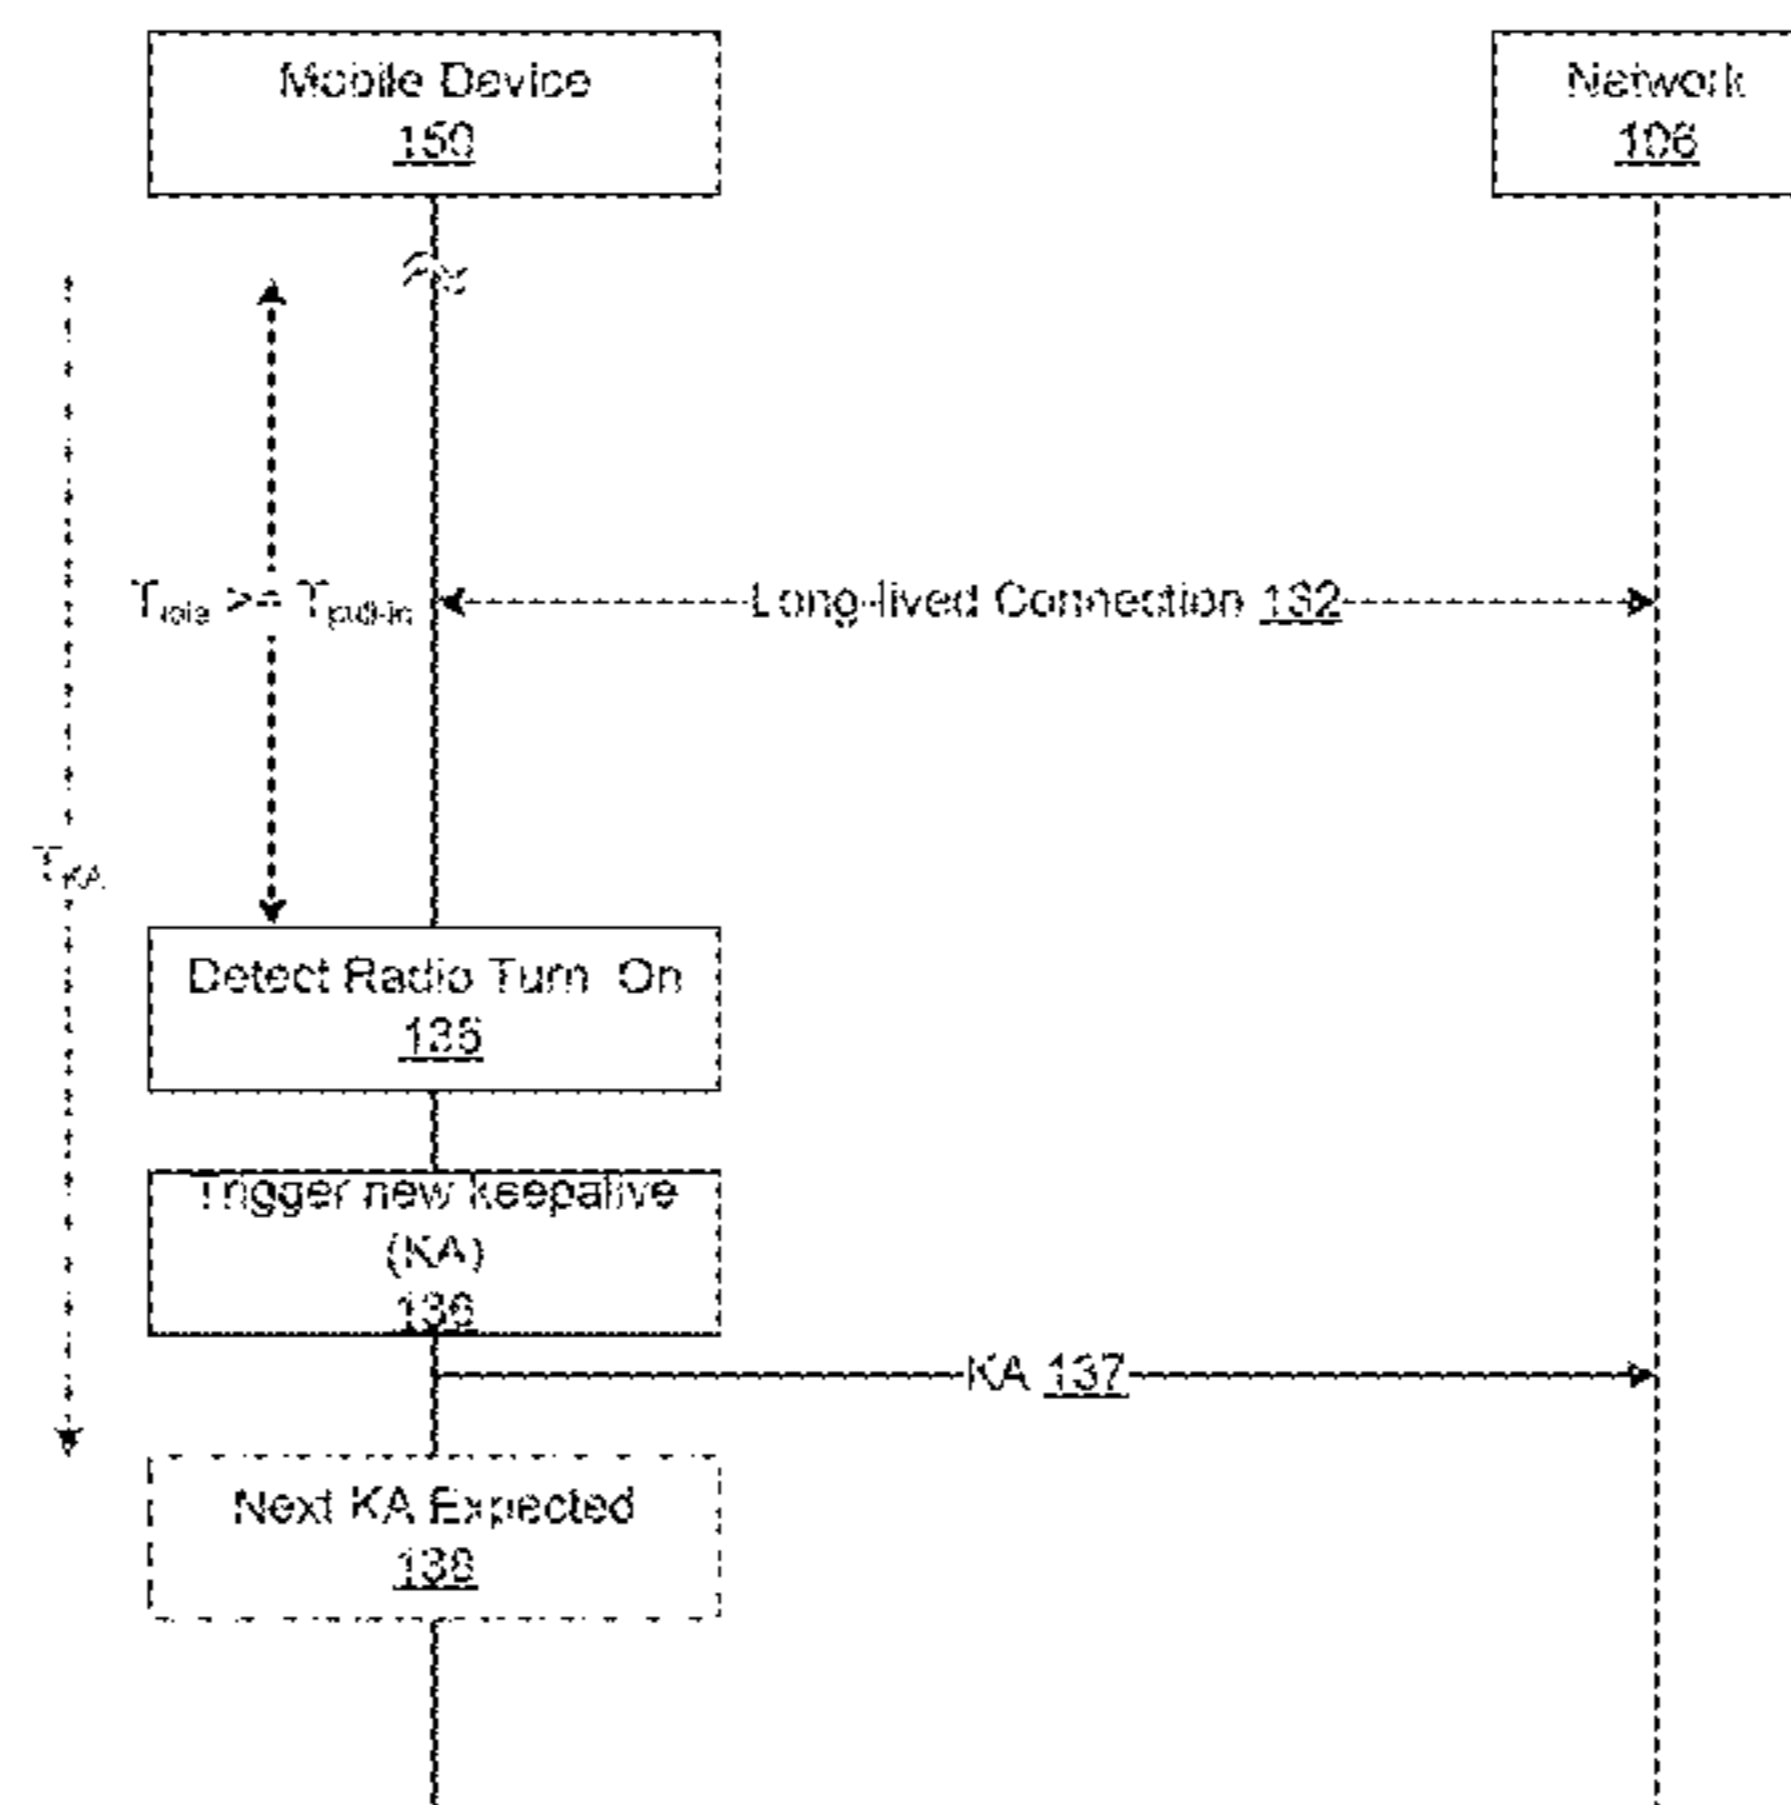 Mobile Device
150
Network
106
Long-lived Connection 132
T_idle >= T_pull-in
T_KA
Detect Radio Turn On
135
Trigger new keepalive
(KA)
136
KA 137
Next KA Expected
138